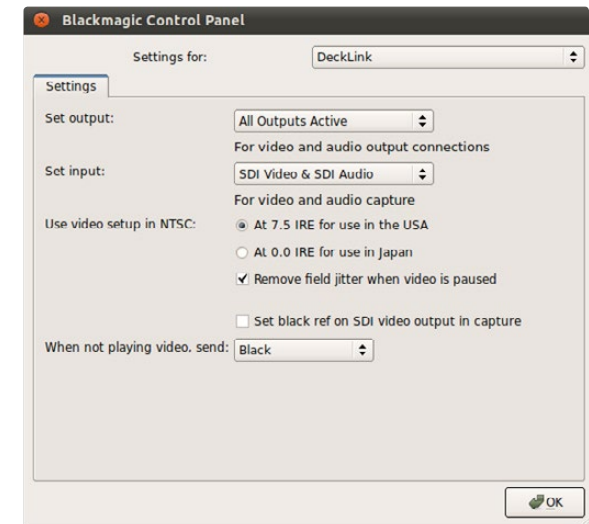 Blackmagic Control Panel
Settings for: DeckLink
Settings
Set output: All Outputs Active
For video and audio output connections
Set input: SDI Video & SDI Audio
For video and audio capture
Use video setup in NTSC: At 7.5 IRE for use in the USA
At 0.0 IRE for use in Japan
Remove field jitter when video is paused
Set black ref on SDI video output in capture
When not playing video, send: Black
OK